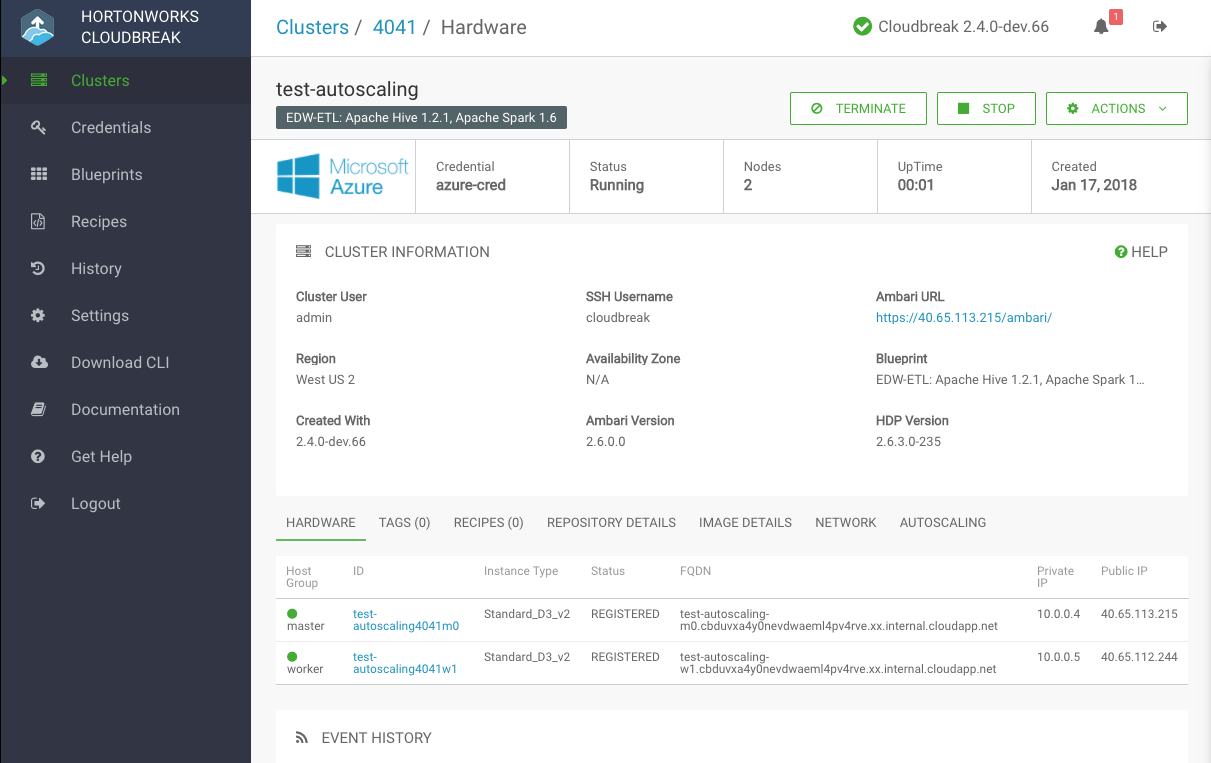 HORTONWORKS
CLOUDBREAK
Clusters
Credentials
Blueprints
Recipes
History
Settings
Download CLI
Documentation
Get Help
Logout
Clusters / 4041 / Hardware
Cloudbreak 2.4.0-dev.66
1
test-autoscaling
EDW-ETL: Apache Hive 1.2.1, Apache Spark 1.6
TERMINATE
STOP
ACTIONS
Microsoft
Azure
Credential
azure-cred
Status
Running
Nodes
2
UpTime
00:01
Created
Jan 17, 2018
CLUSTER INFORMATION
HELP
Cluster User
admin
SSH Username
cloudbreak
Ambari URL
https://40.65.113.215/ambari/
Region
West US 2
Availability Zone
N/A
Blueprint
EDW-ETL: Apache Hive 1.2.1, Apache Spark 1...
Created With
2.4.0-dev.66
Ambari Version
2.6.0.0
HDP Version
2.6.3.0-235
HARDWARE TAGS (0) RECIPES (0) REPOSITORY DETAILS IMAGE DETAILS NETWORK AUTOSCALING
Host
Group
ID
Instance Type
Status
FQDN
Private
IP
Public IP
master
test-
autoscaling4041m0
Standard_D3_v2
REGISTERED
test-autoscaling-
m0.cbduvxa4y0nevdwaeml4pv4rve.xx.internal.cloudapp.net
10.0.0.4
40.65.113.215
worker
test-
autoscaling4041w1
Standard_D3_v2
REGISTERED
test-autoscaling-
w1.cbduvxa4y0nevdwaeml4pv4rve.xx.internal.cloudapp.net
10.0.0.5
40.65.112.244
EVENT HISTORY